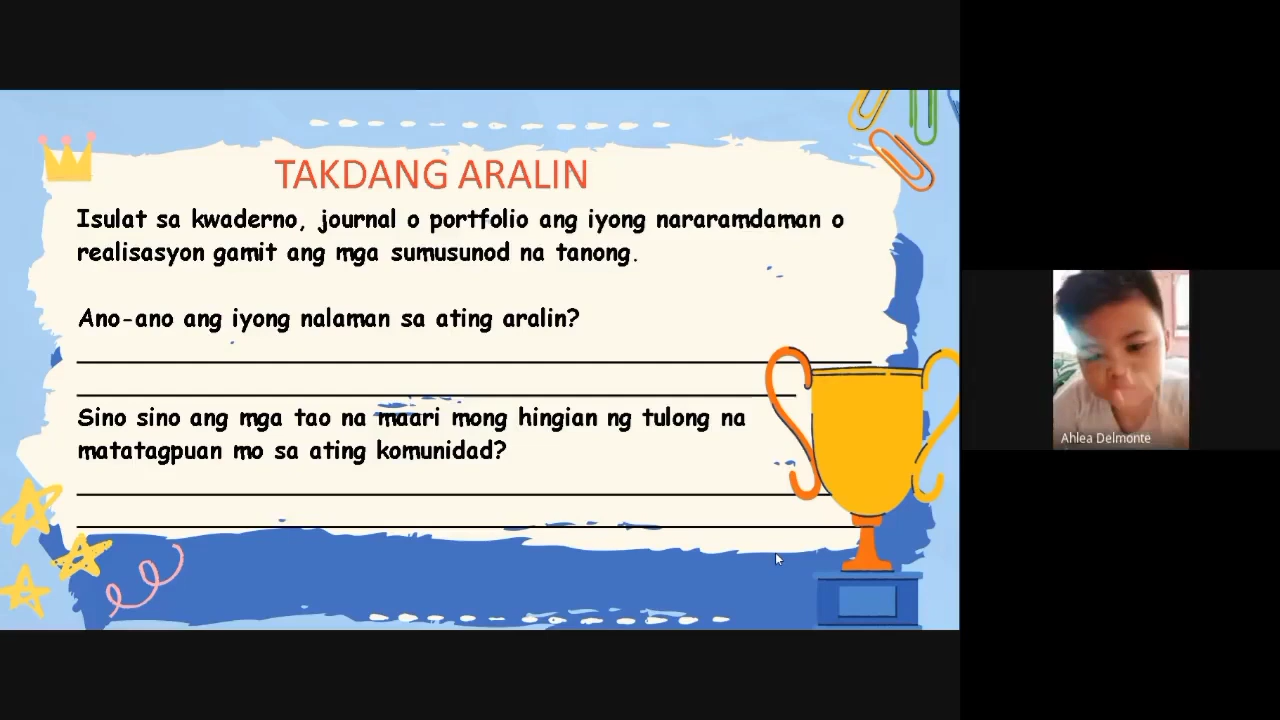 TAKDANG ARALIN
Isulat sa kwaderno, journal o portfolio ang iyong nararamdaman o
realisasyon gamit ang mga sumusunod na tanong.
Ano-ano ang iyong nalaman sa ating aralin?
Sino sino ang mga tao na maari mong hingian ng tulong na
matatagpuan mo sa ating komunidad?
Ahlea Delmonte